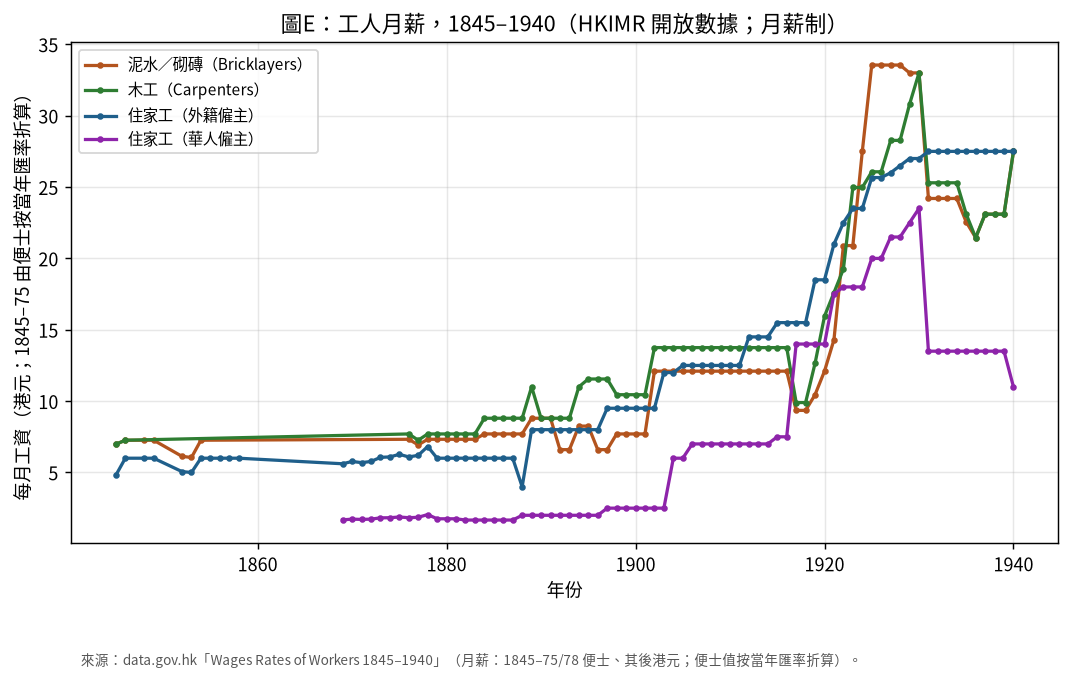 圖E：工人月薪，1845–1940（HKIMR 開放數據；月薪制）
35
30
25
20
15
10
5
每月工資（港元；1845–75 由便士按當年匯率折算）
泥水／砌磚（Bricklayers）
木工（Carpenters）
住家工（外籍僱主）
住家工（華人僱主）
1860 1880 1900 1920 1940
年份
來源：data.gov.hk「Wages Rates of Workers 1845–1940」（月薪：1845–75/78 便士、其後港元；便士值按當年匯率折算）。